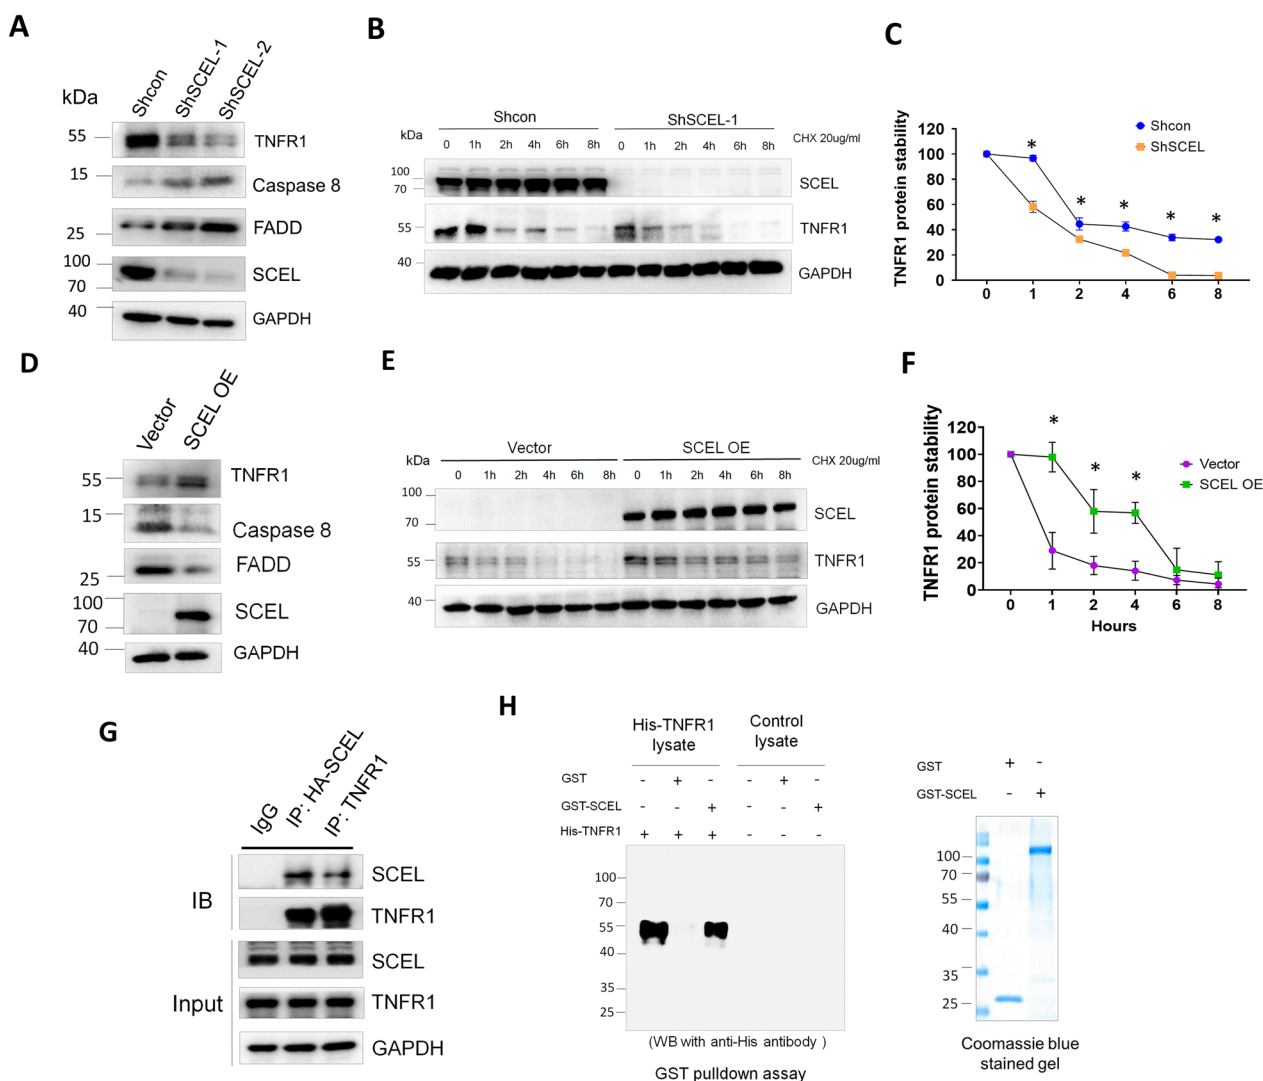 A
kDa
Shcon
ShSCEL-1
ShSCEL-2
55
TNFR1
15
Caspase 8
25
FADD
100
70
SCEL
40
GAPDH
B
kDa
Shcon
ShSCEL-1
0 1h 2h 4h 6h 8h 0 1h 2h 4h 6h 8h
CHX 20ug/ml
100
70
SCEL
55
TNFR1
40
GAPDH
C
TNFR1 protein stability
120
100
80
60
40
20
0
0 1 2 4 6 8
* * * * *
Shcon
ShSCEL
D
Vector
SCEL OE
55
TNFR1
15
Caspase 8
25
FADD
100
70
SCEL
40
GAPDH
E
kDa
Vector
SCEL OE
0 1h 2h 4h 6h 8h 0 1h 2h 4h 6h 8h
CHX 20ug/ml
100
70
SCEL
55
TNFR1
40
GAPDH
F
TNFR1 protein stability
120
100
80
60
40
20
0
0 1 2 4 6 8
Hours
* * *
Vector
SCEL OE
G
IgG
IP: HA-SCEL
IP: TNFR1
IB
SCEL
TNFR1
Input
SCEL
TNFR1
GAPDH
H
His-TNFR1
lysate
Control
lysate
GST - + - - + -
GST-SCEL - - + - - +
His-TNFR1 + + + - - -
100
70
55
40
35
25
(WB with anti-His antibody )
GST pulldown assay
GST + -
GST-SCEL - +
100
70
55
40
35
25
Coomassie blue
stained gel